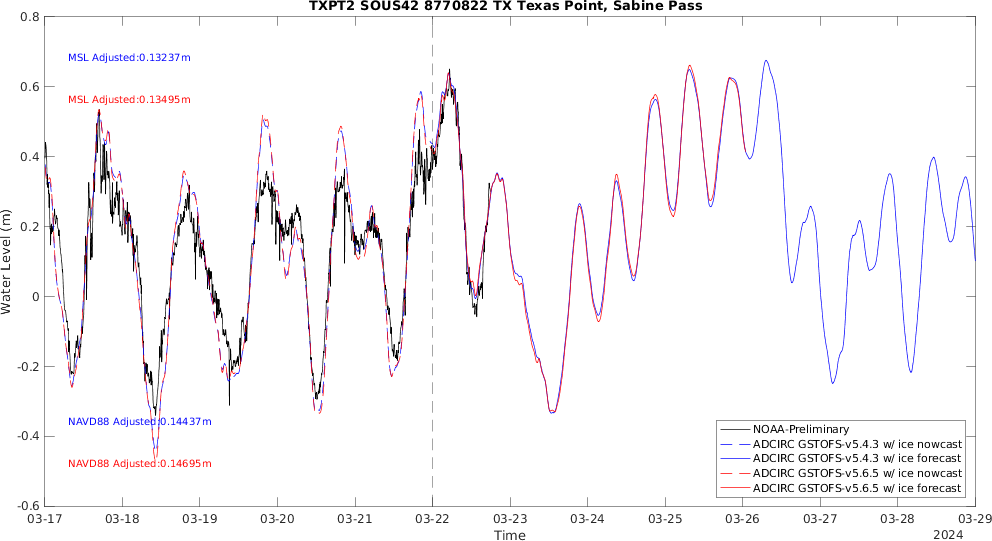 TXPT2 SOUS42 8770822 TX Texas Point, Sabine Pass
0.8
0.6
0.4
0.2
0
-0.2
-0.4
-0.6
Water Level (m)
MSL Adjusted:0.13237m
MSL Adjusted:0.13495m
NAVD88 Adjusted:0.14437m
NAVD88 Adjusted:0.14695m
NOAA-Preliminary
ADCIRC GSTOFS-v5.4.3 w/ ice nowcast
ADCIRC GSTOFS-v5.4.3 w/ ice forecast
ADCIRC GSTOFS-v5.6.5 w/ ice nowcast
ADCIRC GSTOFS-v5.6.5 w/ ice forecast
03-17 03-18 03-19 03-20 03-21 03-22 03-23 03-24 03-25 03-26 03-27 03-28 03-29
Time
2024